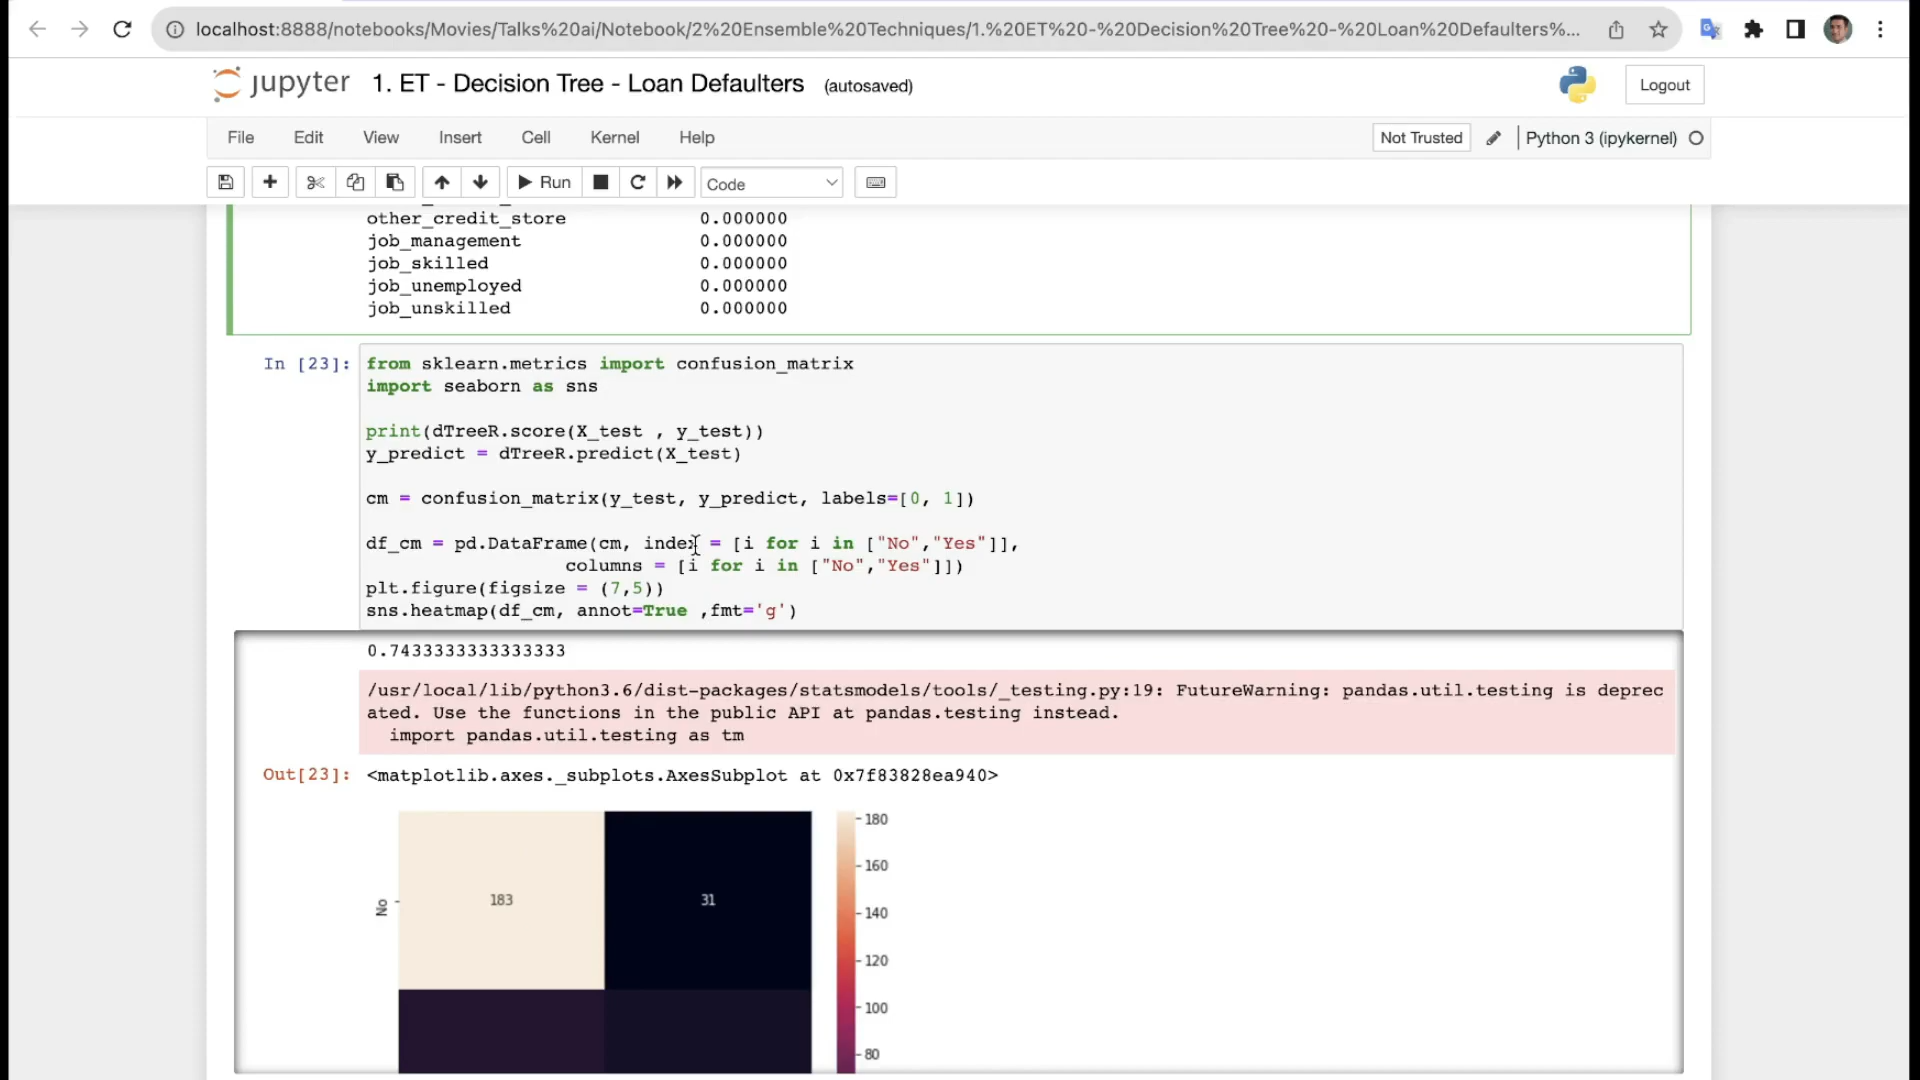 localhost:8888/notebooks/Movies/Talks%20ai/Notebook/2%20Ensemble%20Techniques/1.%20ET%20-%20Decision%20Tree%20-%20Loan%20Defaulters%...
jupyter 1. ET - Decision Tree - Loan Defaulters (autosaved) Logout
File Edit View Insert Cell Kernel Help Not Trusted Python 3 (ipykernel)
Run Code
other_credit_store 0.000000
job_management 0.000000
job_skilled 0.000000
job_unemployed 0.000000
job_unskilled 0.000000
In [23]: from sklearn.metrics import confusion_matrix
import seaborn as sns
print(dTreeR.score(X_test , y_test))
y_predict = dTreeR.predict(X_test)
cm = confusion_matrix(y_test, y_predict, labels=[0, 1])
df_cm = pd.DataFrame(cm, index = [i for i in ["No","Yes"]],
columns = [i for i in ["No","Yes"]])
plt.figure(figsize = (7,5))
sns.heatmap(df_cm, annot=True ,fmt='g')
0.7433333333333333
/usr/local/lib/python3.6/dist-packages/statsmodels/tools/_testing.py:19: FutureWarning: pandas.util.testing is deprec
ated. Use the functions in the public API at pandas.testing instead.
import pandas.util.testing as tm
Out[23]: <matplotlib.axes._subplots.AxesSubplot at 0x7f83828ea940>
180
160
No 183 31
140
120
100
80